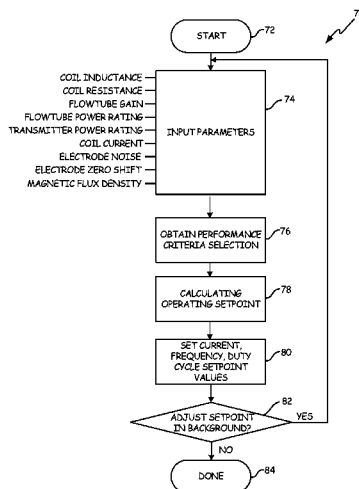 7
START
72
COIL INDUCTANCE
COIL RESISTANCE
FLOWTUBE GAIN
FLOWTUBE POWER RATING
TRANSMITTER POWER RATING
COIL CURRENT
ELECTRODE NOISE
ELECTRODE ZERO SHIFT
MAGNETIC FLUX DENSITY
INPUT PARAMETERS
74
OBTAIN PERFORMANCE
CRITERIA SELECTION
76
CALCULATING
OPERATING SETPOINT
78
SET CURRENT,
FREQUENCY, DUTY
CYCLE SETPOINT
VALUES
80
ADJUST SETPOINT
IN BACKGROUND?
82
YES
NO
DONE
84